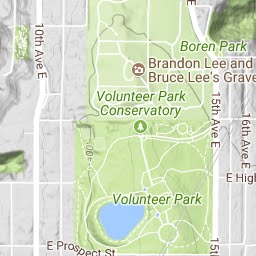 10th Ave E
Boren Park
Brandon Lee and
Bruce Lee's Grave
Volunteer Park
Conservatory
15th Ave E
16th Ave E
E High
Volunteer Park
E Prospect St
15th